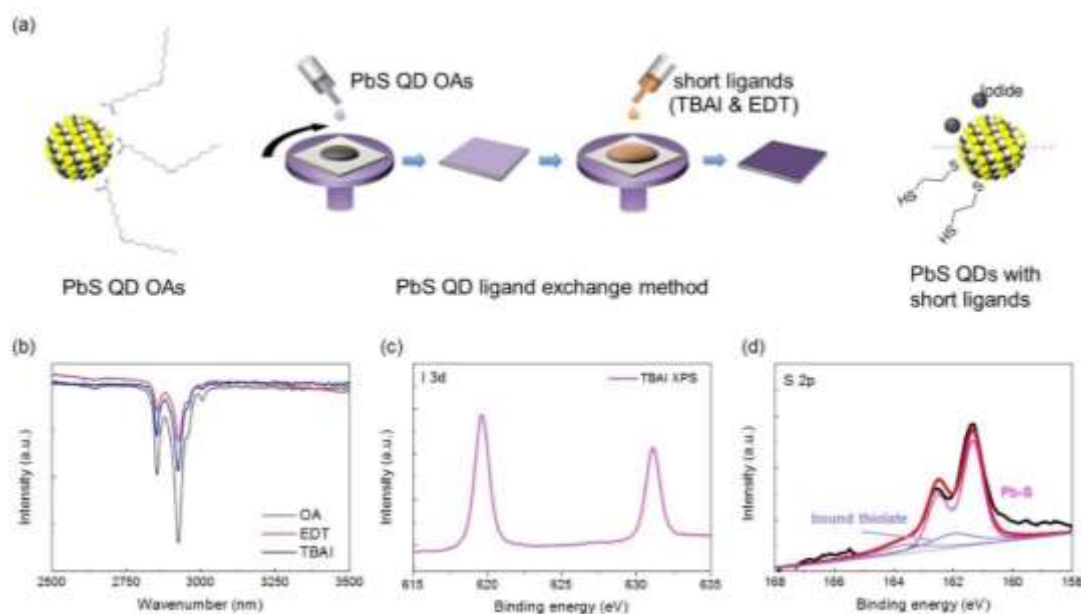 (a)
PbS QD OAs
short ligands
(TBAI & EDT)
Iodide
S
HS
S
HS
PbS QD OAs
PbS QD ligand exchange method
PbS QDs with
short ligands
(b)
Intensity (a.u.)
OA
EDT
TBAI
2500 2750 3000 3250 3500
Wavenumber (nm)
(c)
I 3d
TBAI XPS
Intensity (a.u.)
615 620 625 630 635
Binding energy (eV)
(d)
S 2p
Pb-S
bound thiolate
Intensity (a.u.)
168 166 164 162 160 158
Binding energy (eV)